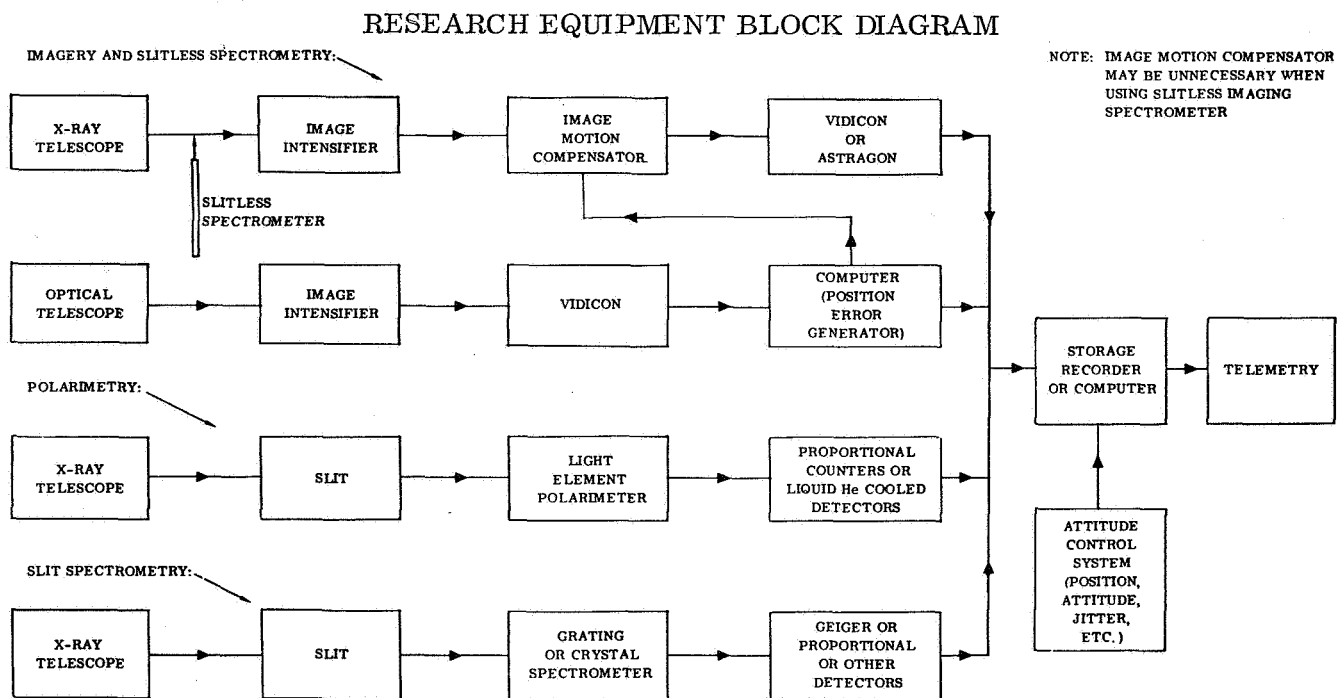 RESEARCH EQUIPMENT BLOCK DIAGRAM
IMAGERY AND SLITLESS SPECTROMETRY:
NOTE: IMAGE MOTION COMPENSATOR
MAY BE UNNECESSARY WHEN
USING SLITLESS IMAGING
SPECTROMETER
X-RAY
TELESCOPE
IMAGE
INTENSIFIER
IMAGE
MOTION
COMPENSATOR
VIDICON
OR
ASTRAGON
SLITLESS
SPECTROMETER
OPTICAL
TELESCOPE
IMAGE
INTENSIFIER
VIDICON
COMPUTER
(POSITION
ERROR
GENERATOR)
STORAGE
RECORDER
OR COMPUTER
TELEMETRY
POLARIMETRY:
X-RAY
TELESCOPE
SLIT
LIGHT
ELEMENT
POLARIMETER
PROPORTIONAL
COUNTERS OR
LIQUID He COOLED
DETECTORS
ATTITUDE
CONTROL
SYSTEM
(POSITION,
ATTITUDE,
JITTER,
ETC.)
SLIT SPECTROMETRY:
X-RAY
TELESCOPE
SLIT
GRATING
OR CRYSTAL
SPECTROMETER
GEIGER OR
PROPORTIONAL
OR OTHER
DETECTORS